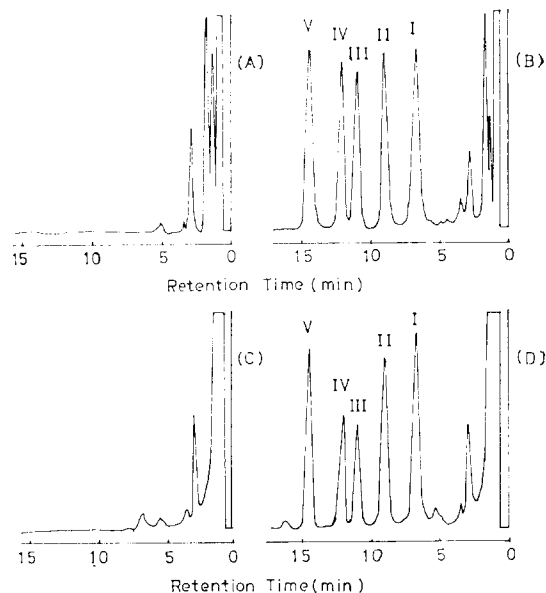 V IV III II I
(A) (B)
15 10 5 0 15 10 5 0
Retention Time (min)
V IV III II I
(C) (D)
15 10 5 0 15 10 5 0
Retention Time(min)